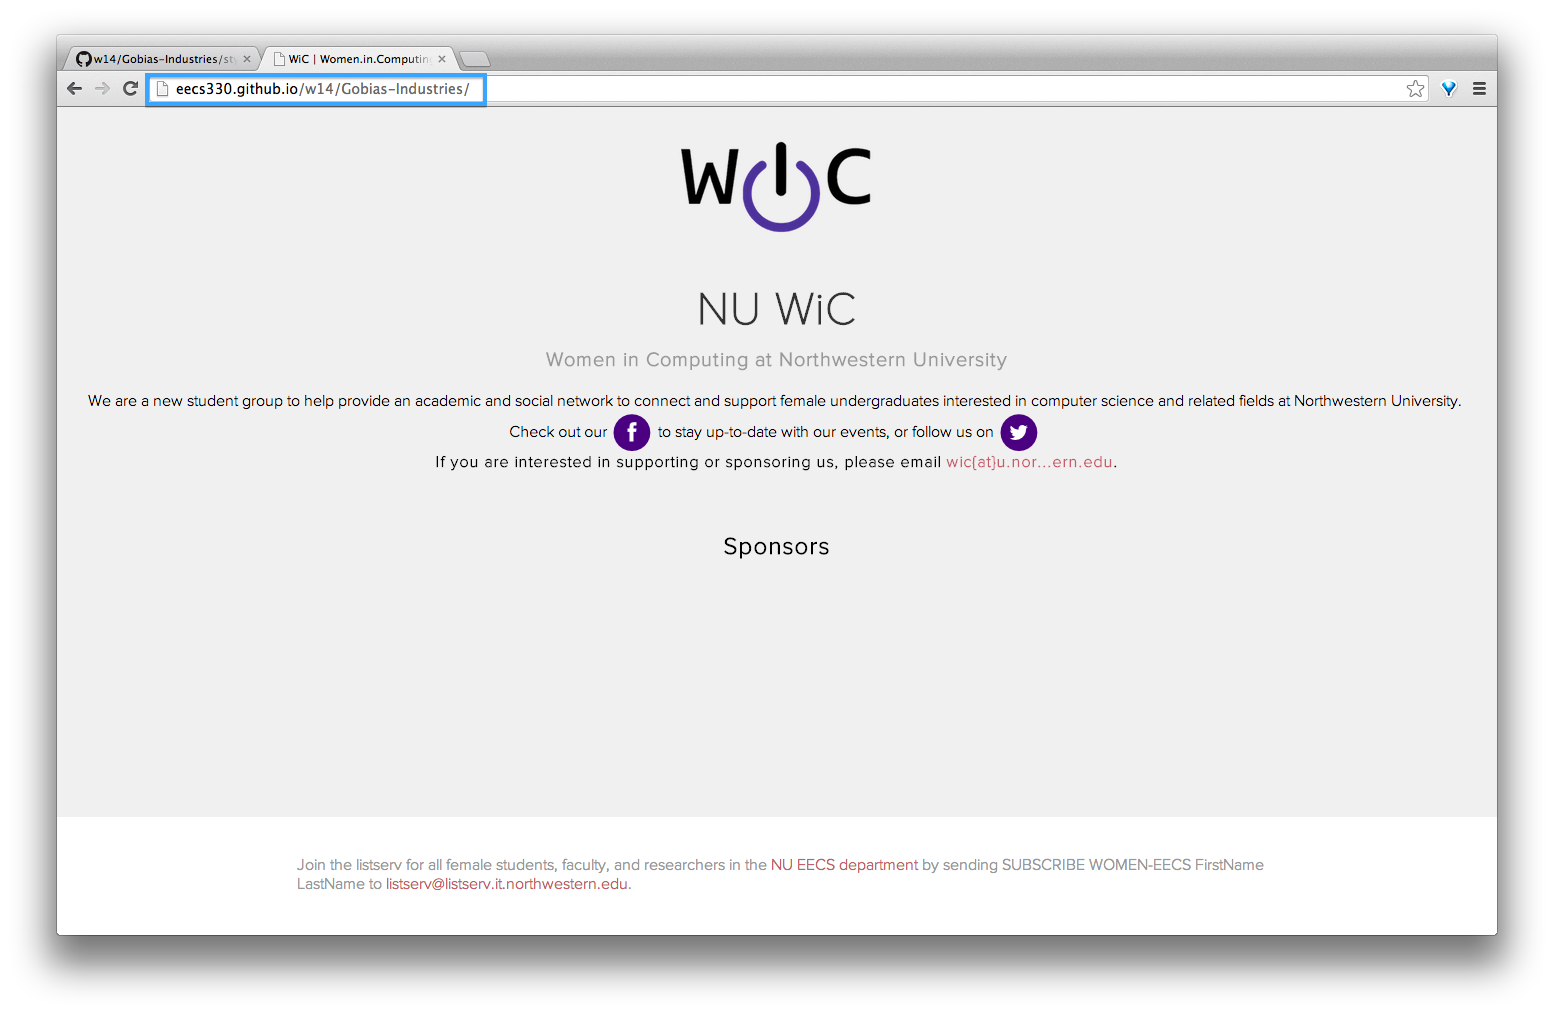 w14/Gobias-Industries/sty
WiC | Women.in.Computing
eecs330.github.io/w14/Gobias-Industries/
WiC
NU WiC
Women in Computing at Northwestern University
We are a new student group to help provide an academic and social network to connect and support female undergraduates interested in computer science and related fields at Northwestern University.
Check out our f to stay up-to-date with our events, or follow us on
If you are interested in supporting or sponsoring us, please email wic{at}u.nor...ern.edu.
Sponsors
Join the listserv for all female students, faculty, and researchers in the NU EECS department by sending SUBSCRIBE WOMEN-EECS FirstName
LastName to listserv@listserv.it.northwestern.edu.